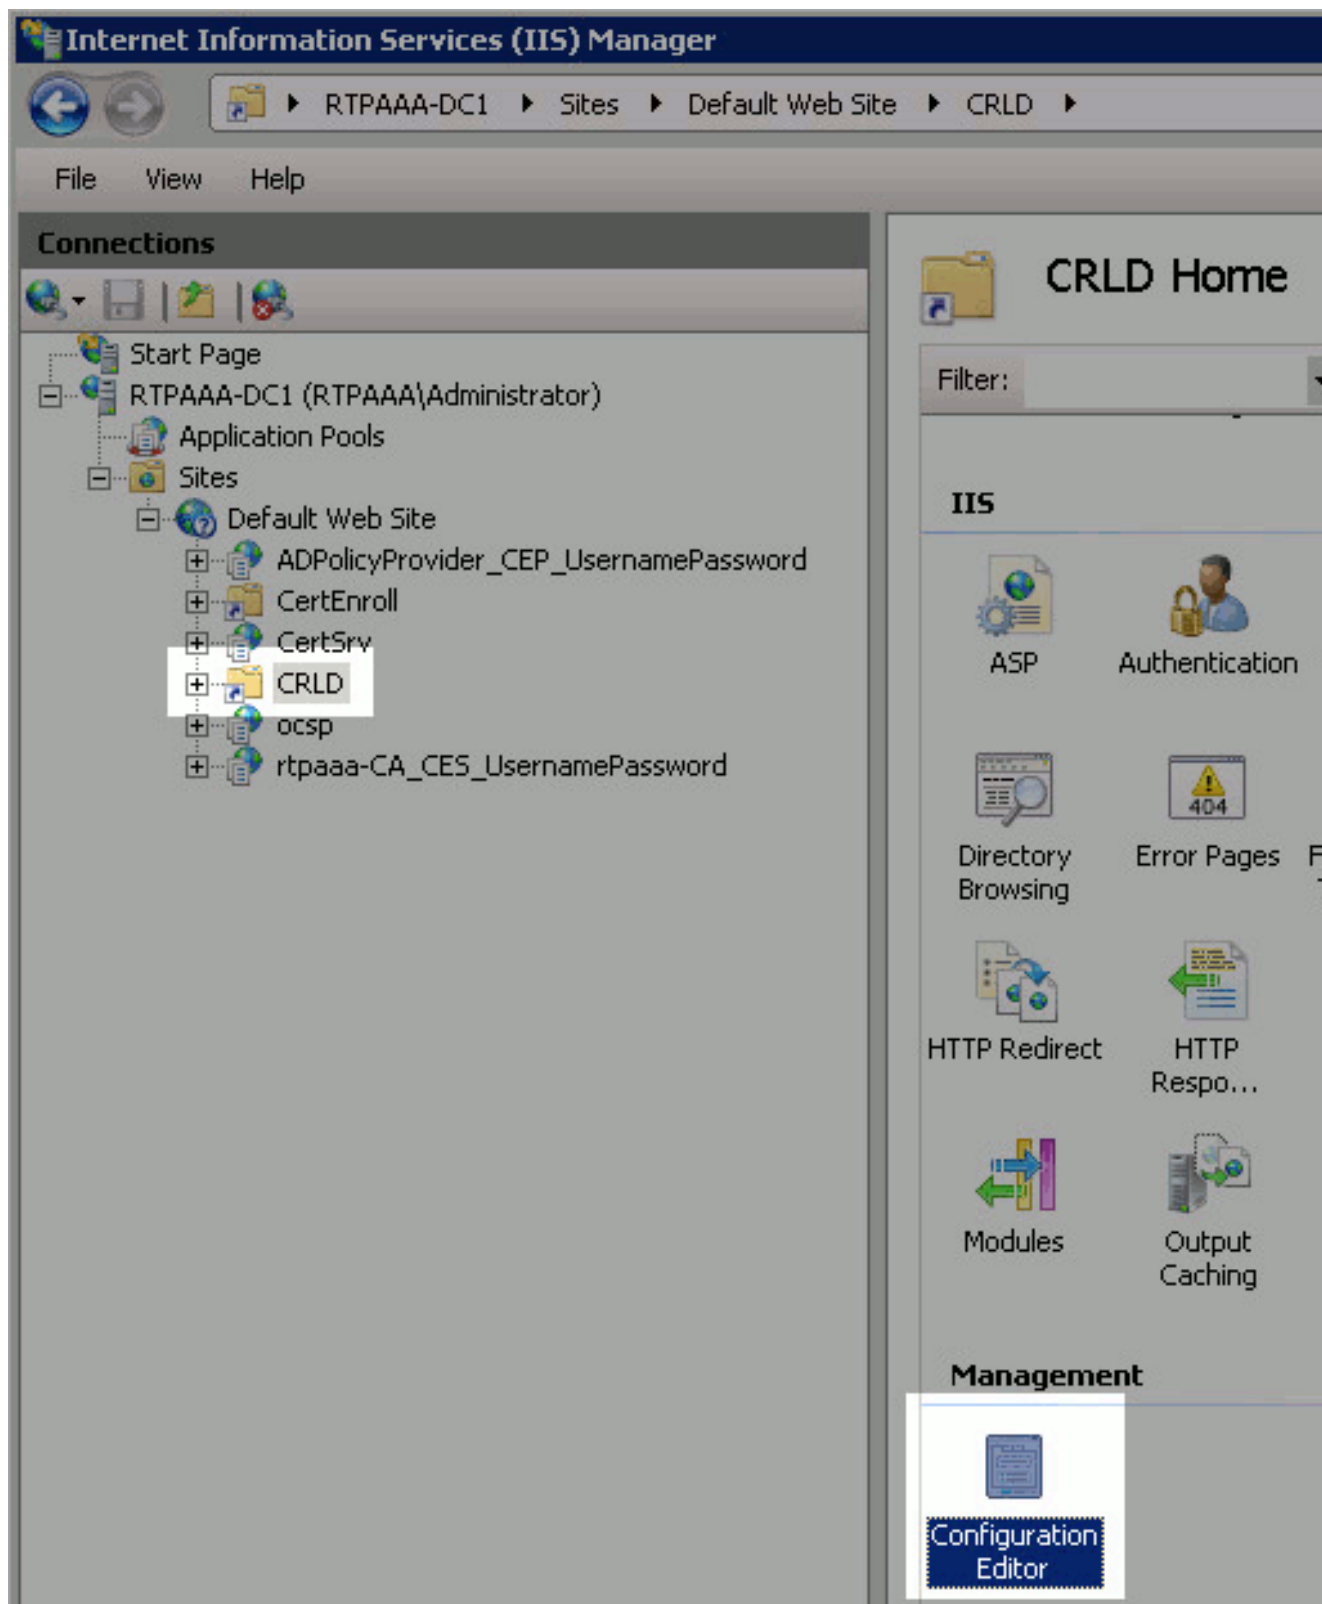 Internet Information Services (IIS) Manager
RTPAAA-DC1 Sites Default Web Site CRLD
File View Help
Connections
Start Page
RTPAAA-DC1 (RTPAAA\Administrator)
Application Pools
Sites
Default Web Site
ADPolicyProvider_CEP_UsernamePassword
CertEnroll
CertSrv
CRLD
ocsp
rtpaaa-CA_CES_UsernamePassword
CRLD Home
Filter:
IIS
ASP
Authentication
Directory
Browsing
404
Error Pages
HTTP Redirect
HTTP
Respo...
Modules
Output
Caching
Management
Configuration
Editor